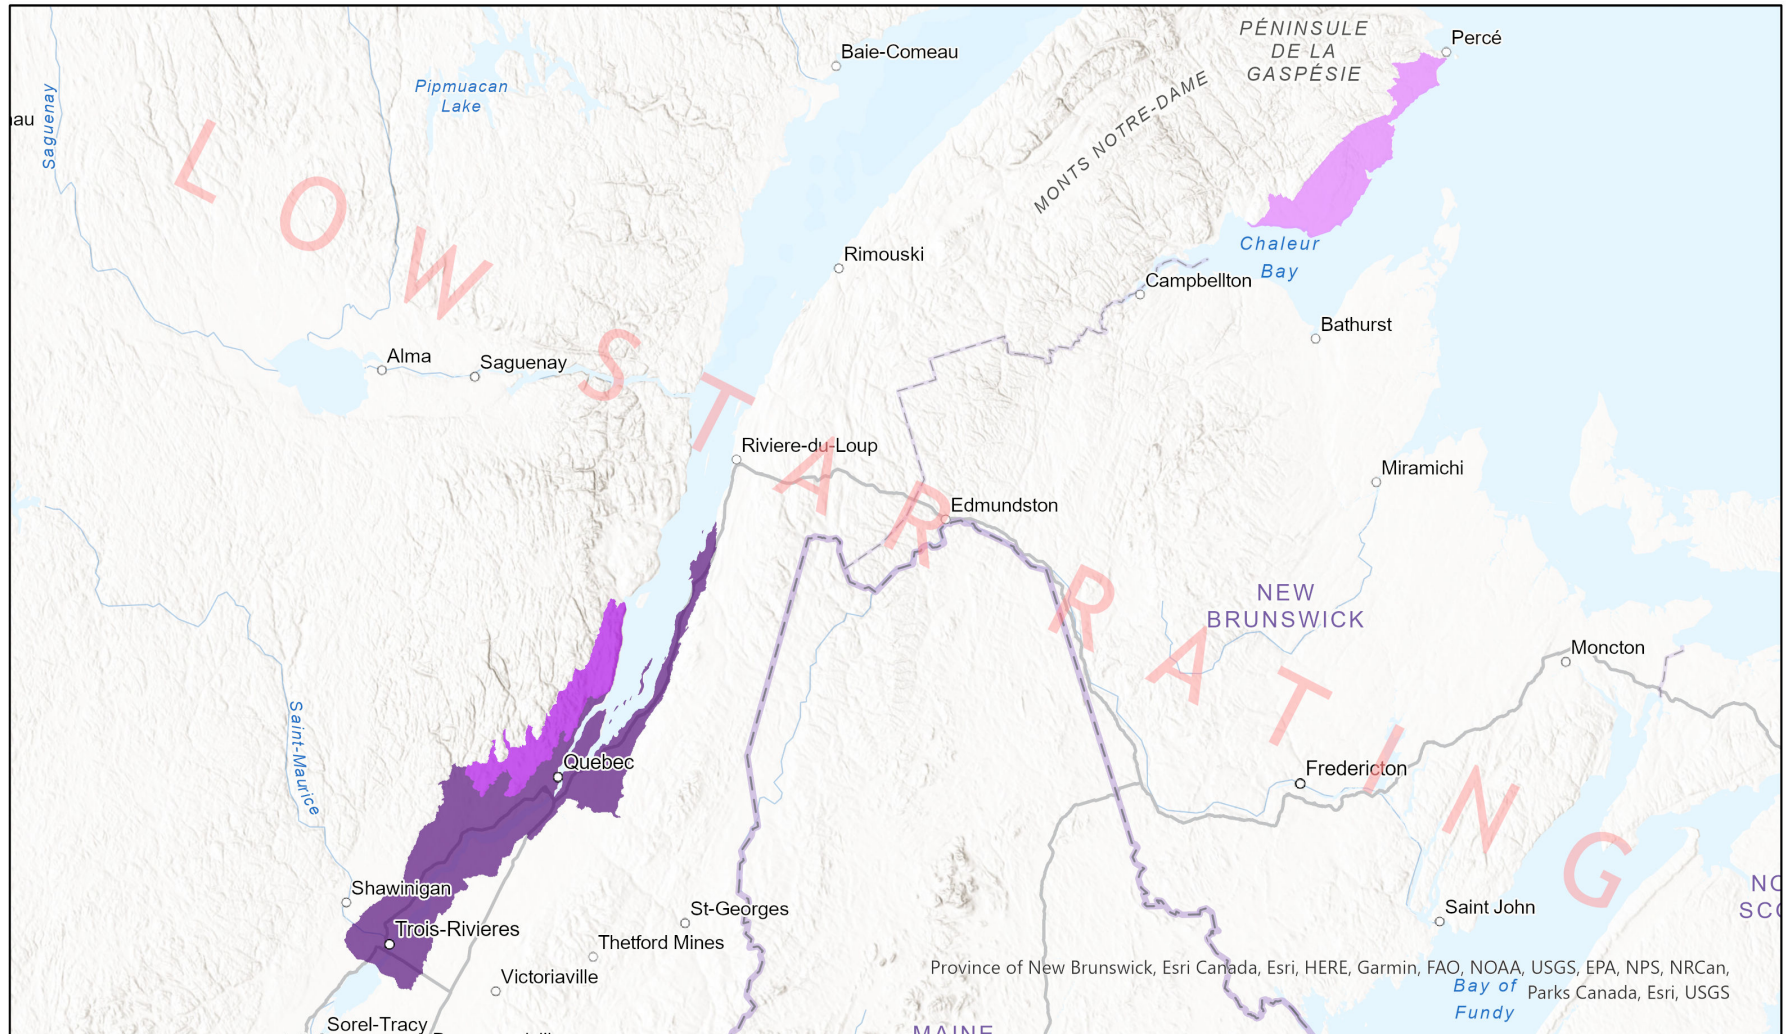 PÉNINSULE
DE LA
GASPÉSIE
Percé
Baie-Comeau
Pipmuacan
Lake
MONTS NOTRE-DAME
Saguenay
au
LOW STAR RATING
Rimouski
Chaleur
Bay
Campbellton
Bathurst
Alma
Saguenay
Riviere-du-Loup
Miramichi
Edmundston
NEW
BRUNSWICK
Moncton
Saint-Maurice
Quebec
Fredericton
Shawinigan
Trois-Rivieres
St-Georges
Saint John
NO
SCO
Thetford Mines
Victoriaville
Province of New Brunswick, Esri Canada, Esri, HERE, Garmin, FAO, NOAA, USGS, EPA, NPS, NRCan,
Parks Canada, Esri, USGS
Bay of
Fundy
Sorel-Tracy
MAINE